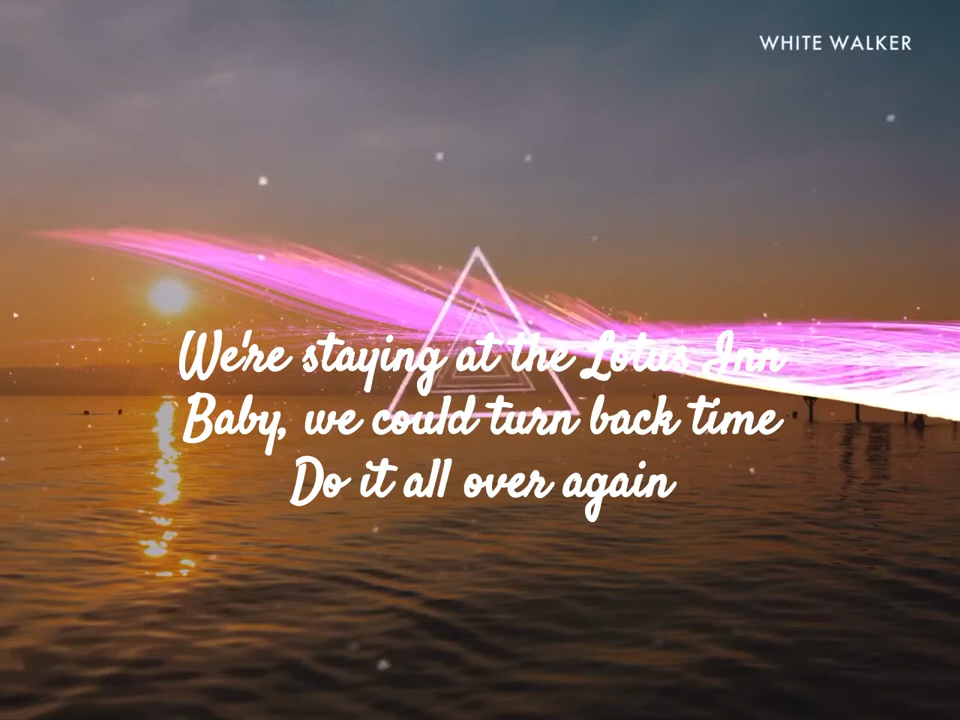 WHITE WALKER
We're staying at the Lotus Inn
Baby, we could turn back time
Do it all over again